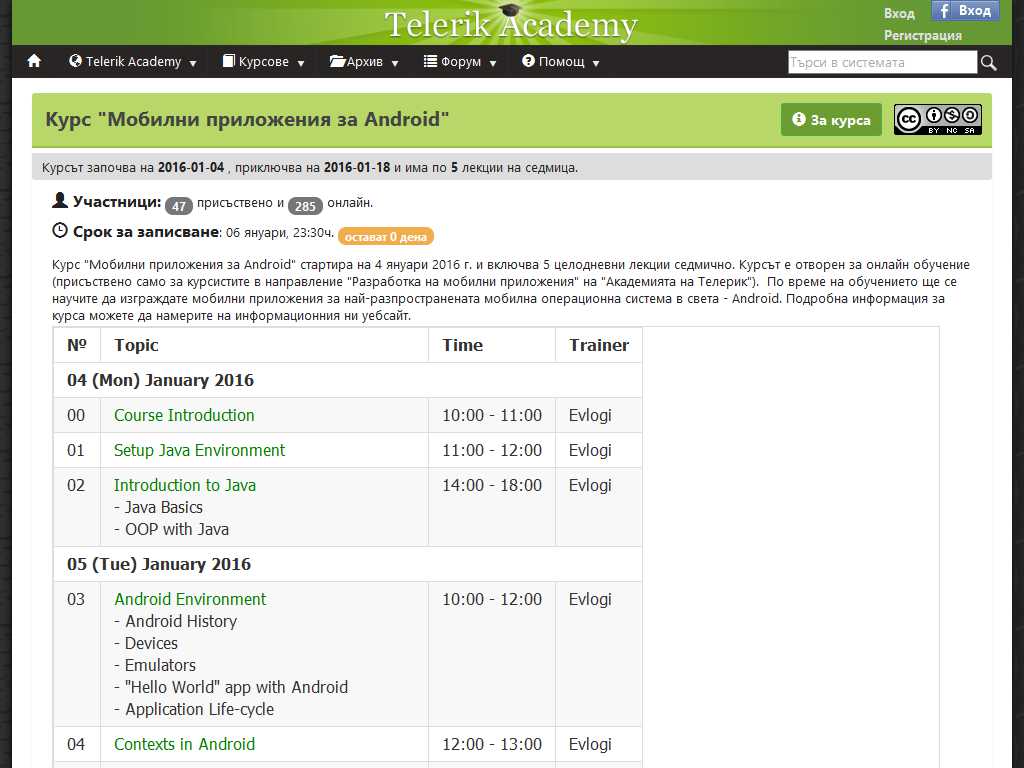 Telerik Academy
Вход
f Вход
Регистрация
Telerik Academy Курсове Архив Форум Помощ
Търси в системата
Курс "Мобилни приложения за Android"
За курса
cc BY NC SA
Курсът започва на 2016-01-04 , приключва на 2016-01-18 и има по 5 лекции на седмица.
Участници: 47 присъствено и 285 онлайн.
Срок за записване: 06 януари, 23:30ч. остават 0 дена
Курс "Мобилни приложения за Android" стартира на 4 януари 2016 г. и включва 5 целодневни лекции седмично. Курсът е отворен за онлайн обучение
(присъствено само за курсистите в направление "Разработка на мобилни приложения" на "Академията на Телерик"). По време на обучението ще се
научите да изграждате мобилни приложения за най-разпространената мобилна операционна система в света - Android. Подробна информация за
курса можете да намерите на информационния ни уебсайт.
№ Topic Time Trainer
04 (Mon) January 2016
00 Course Introduction 10:00 - 11:00 Evlogi
01 Setup Java Environment 11:00 - 12:00 Evlogi
02 Introduction to Java 14:00 - 18:00 Evlogi
- Java Basics
- OOP with Java
05 (Tue) January 2016
03 Android Environment 10:00 - 12:00 Evlogi
- Android History
- Devices
- Emulators
- "Hello World" app with Android
- Application Life-cycle
04 Contexts in Android 12:00 - 13:00 Evlogi